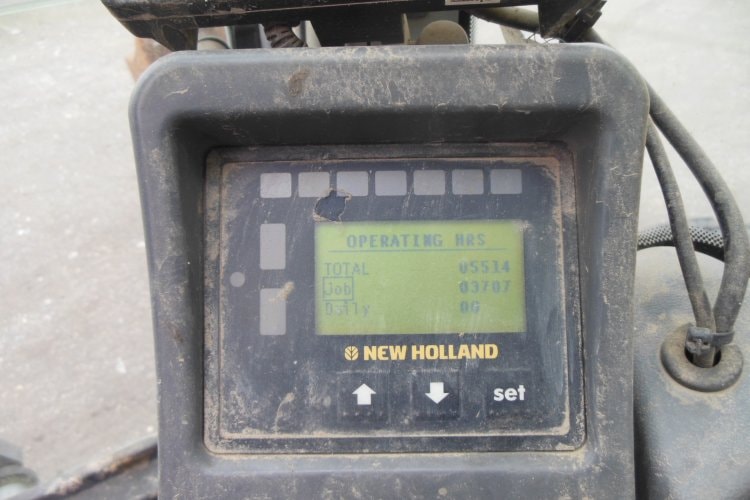 OPERATING HRS
TOTAL 05514
Job 03707
Daily 00
NEW HOLLAND
set